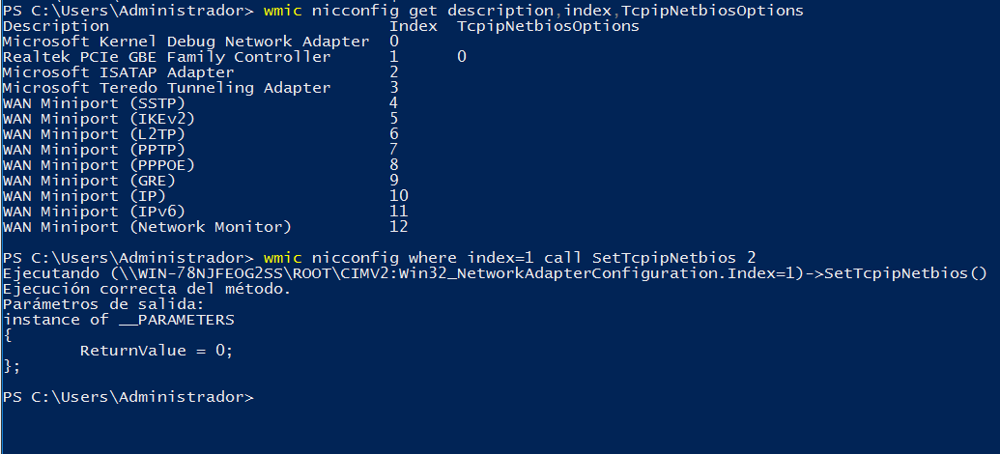 PS C:\Users\Administrador> wmic nicconfig get description,index,TcpipNetbiosOptions
Description                            Index  TcpipNetbiosOptions
Microsoft Kernel Debug Network Adapter  0
Realtek PCIe GBE Family Controller      1      0
Microsoft ISATAP Adapter                2
Microsoft Teredo Tunneling Adapter      3
WAN Miniport (SSTP)                     4
WAN Miniport (IKEv2)                    5
WAN Miniport (L2TP)                     6
WAN Miniport (PPTP)                     7
WAN Miniport (PPPOE)                    8
WAN Miniport (GRE)                      9
WAN Miniport (IP)                       10
WAN Miniport (IPv6)                     11
WAN Miniport (Network Monitor)          12
PS C:\Users\Administrador> wmic nicconfig where index=1 call SetTcpipNetbios 2
Ejecutando (\\WIN-78NJFEOG2SS\ROOT\CIMV2:Win32_NetworkAdapterConfiguration.Index=1)->SetTcpipNetbios()
Ejecución correcta del método.
Parámetros de salida:
instance of __PARAMETERS
{
        ReturnValue = 0;
};
PS C:\Users\Administrador>